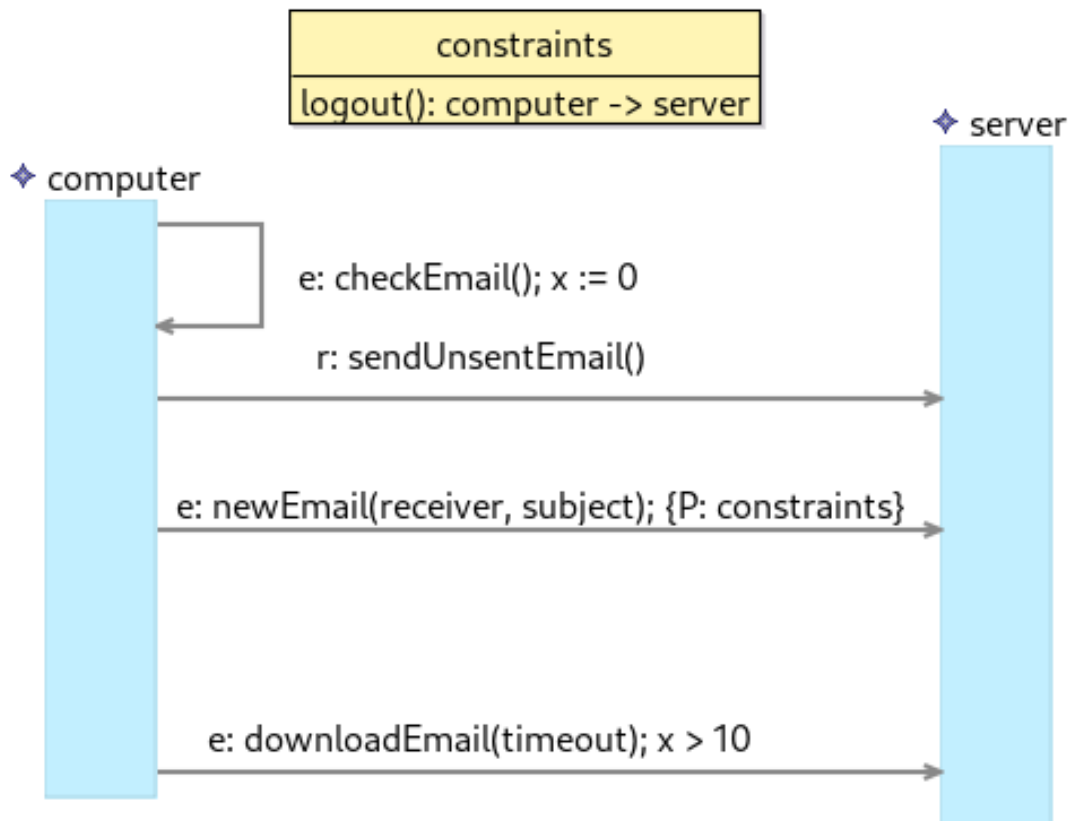 constraints
logout(): computer -> server
server
computer
e: checkEmail(); x := 0
r: sendUnsentEmail()
e: newEmail(receiver, subject); {P: constraints}
e: downloadEmail(timeout); x > 10